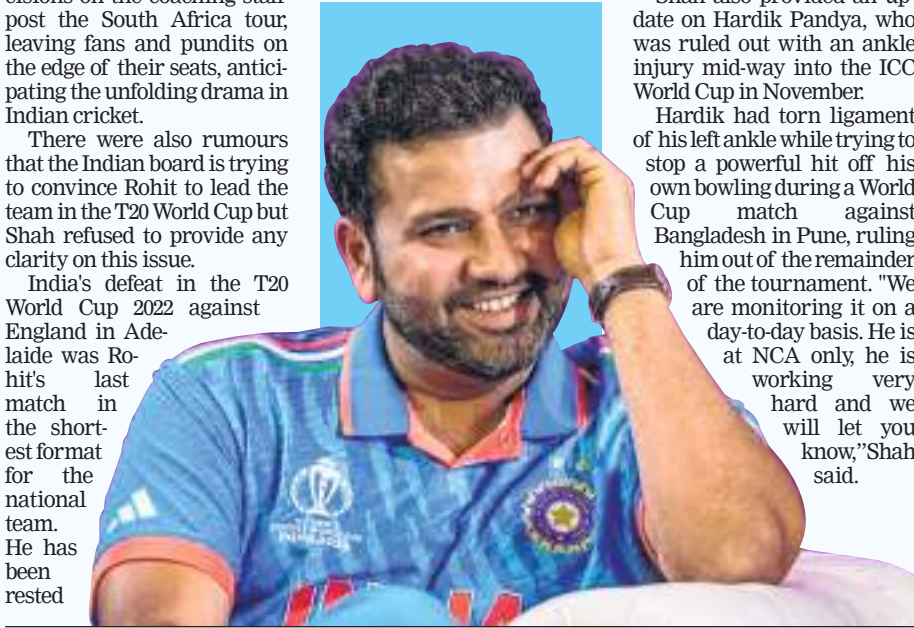 cisions on the coaching staff
post the South Africa tour,
leaving fans and pundits on
the edge of their seats, antici-
pating the unfolding drama in
Indian cricket.
There were also rumours
that the Indian board is trying
to convince Rohit to lead the
team in the T20 World Cup but
Shah refused to provide any
clarity on this issue.
India's defeat in the T20
World Cup 2022 against
England in Ade-
laide was Ro-
hit's last
match in
the short-
est format
for the
national
team.
He has
been
rested
Shah also provided an up-
date on Hardik Pandya, who
was ruled out with an ankle
injury mid-way into the ICC
World Cup in November.
Hardik had torn ligament
of his left ankle while trying to
stop a powerful hit off his
own bowling during a World
Cup match against
Bangladesh in Pune, ruling
him out of the remainder
of the tournament. "We
are monitoring it on a
day-to-day basis. He is
at NCA only, he is
working very
hard and we
will let you
know,”Shah
said.